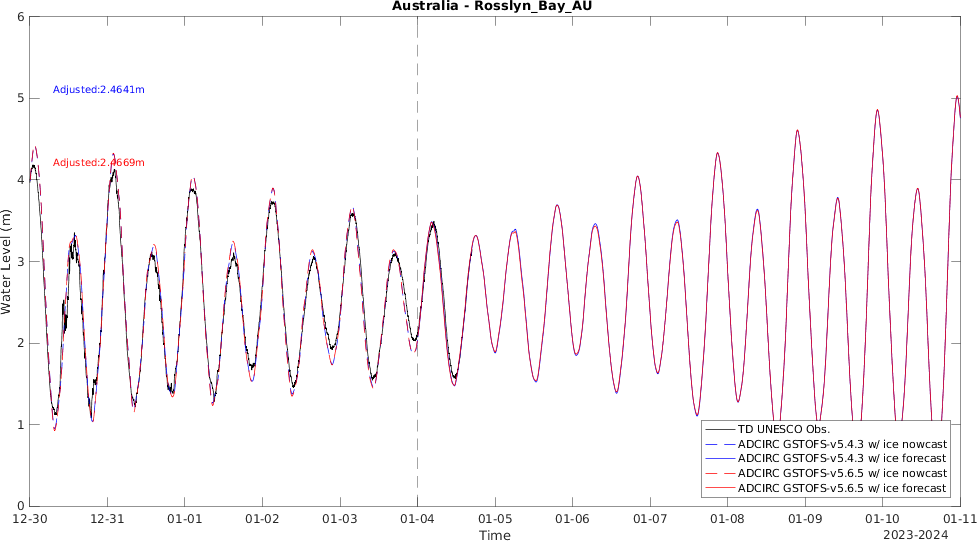 Australia - Rosslyn_Bay_AU
6
5
4
3
2
1
0
Water Level (m)
Adjusted:2.4641m
Adjusted:2.4669m
TD UNESCO Obs.
ADCIRC GSTOFS-v5.4.3 w/ ice nowcast
ADCIRC GSTOFS-v5.4.3 w/ ice forecast
ADCIRC GSTOFS-v5.6.5 w/ ice nowcast
ADCIRC GSTOFS-v5.6.5 w/ ice forecast
12-30 12-31 01-01 01-02 01-03 01-04 01-05 01-06 01-07 01-08 01-09 01-10 01-11
Time
2023-2024